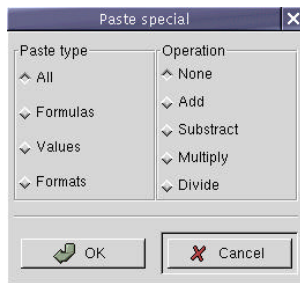 Paste special
Paste type
All
Formulas
Values
Formats
Operation
None
Add
Substract
Multiply
Divide
OK
Cancel